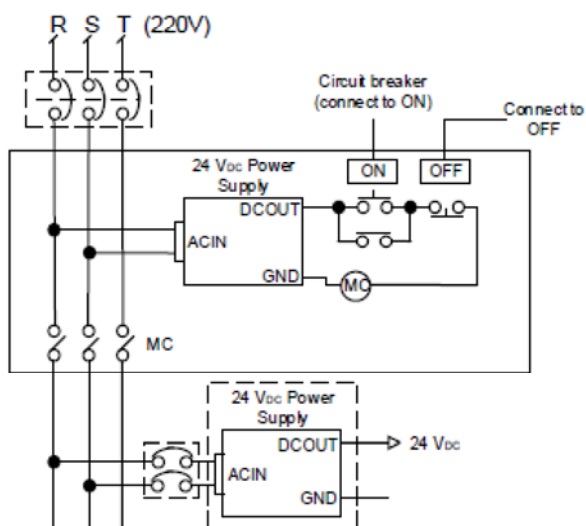 R S T (220V)
Circuit breaker
(connect to ON)
Connect to
OFF
24 VDC Power
Supply
ON
OFF
DCOUT
ACIN
GND
MC
MC
24 VDC Power
Supply
DCOUT
24 VDC
ACIN
GND